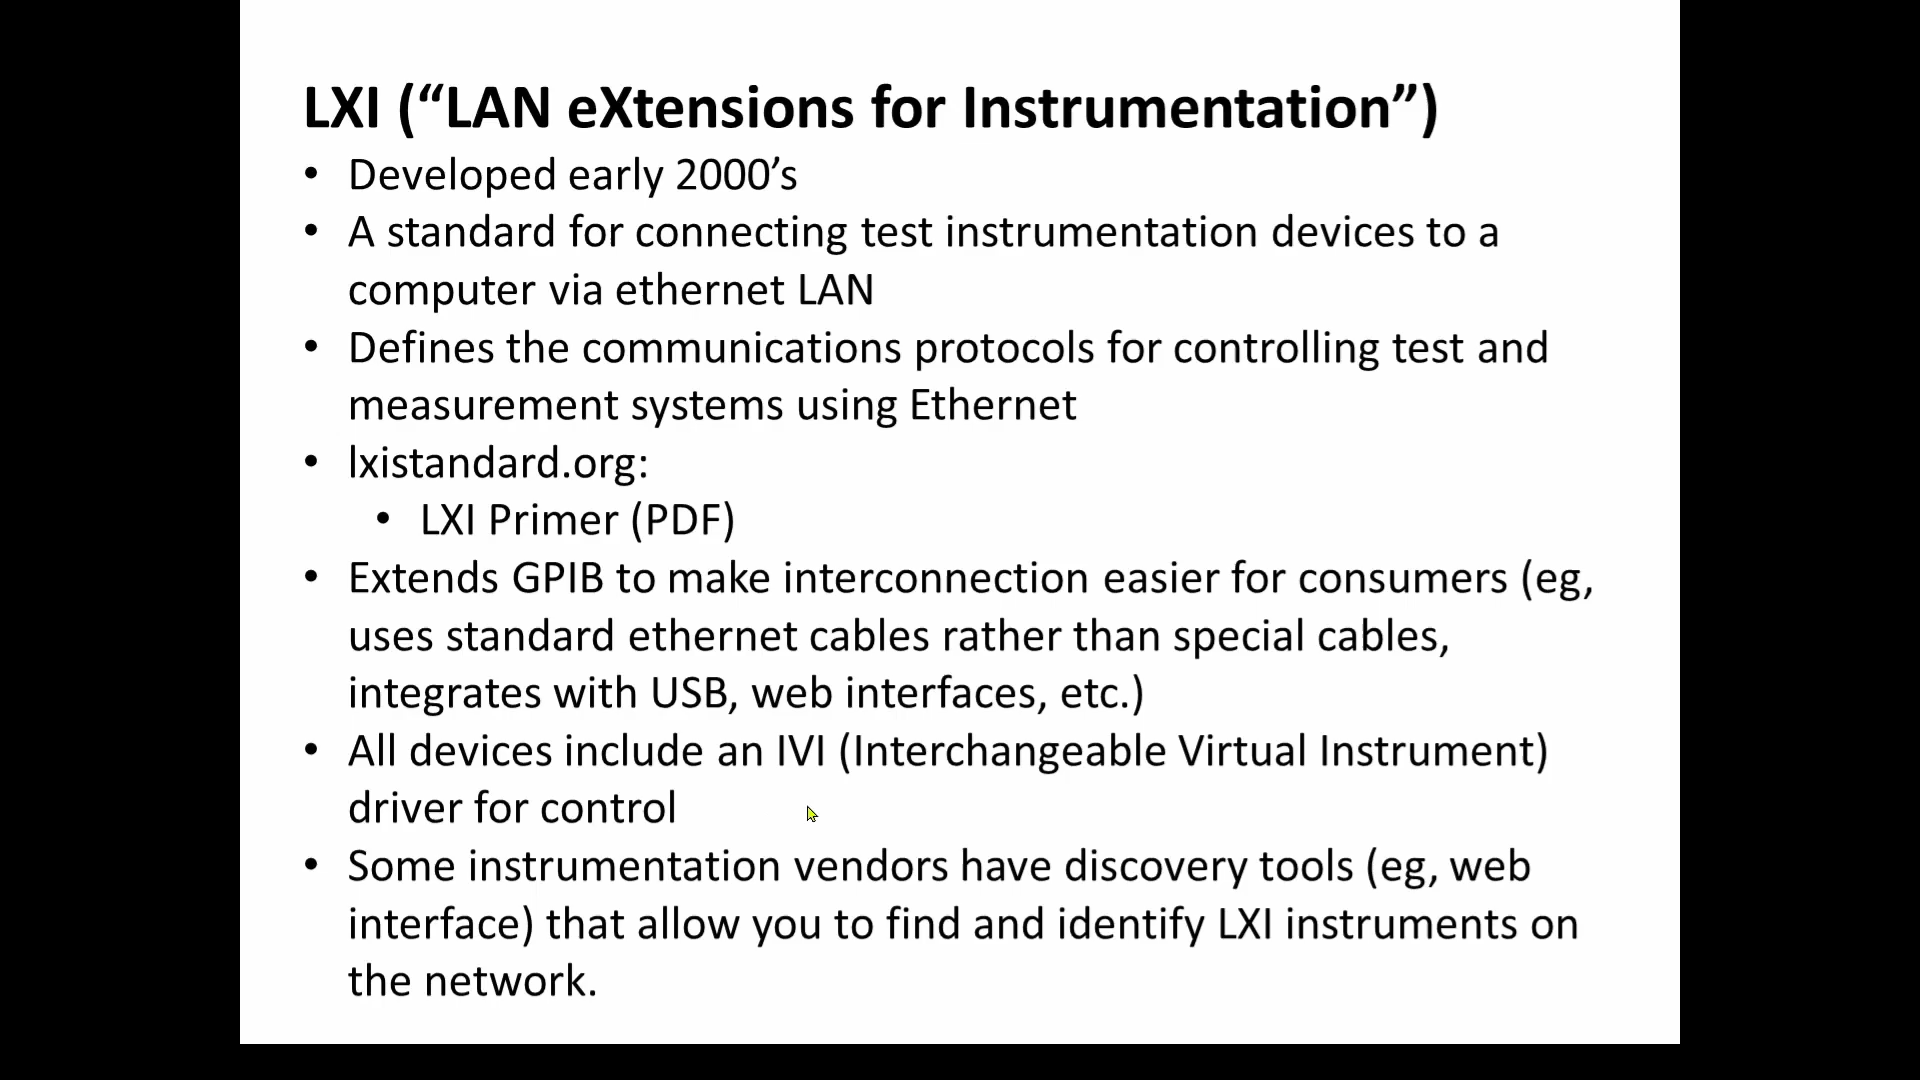 LXI (“LAN eXtensions for Instrumentation”)
• Developed early 2000’s
• A standard for connecting test instrumentation devices to a
computer via ethernet LAN
• Defines the communications protocols for controlling test and
measurement systems using Ethernet
• lxistandard.org:
• LXI Primer (PDF)
• Extends GPIB to make interconnection easier for consumers (eg,
uses standard ethernet cables rather than special cables,
integrates with USB, web interfaces, etc.)
• All devices include an IVI (Interchangeable Virtual Instrument)
driver for control
• Some instrumentation vendors have discovery tools (eg, web
interface) that allow you to find and identify LXI instruments on
the network.